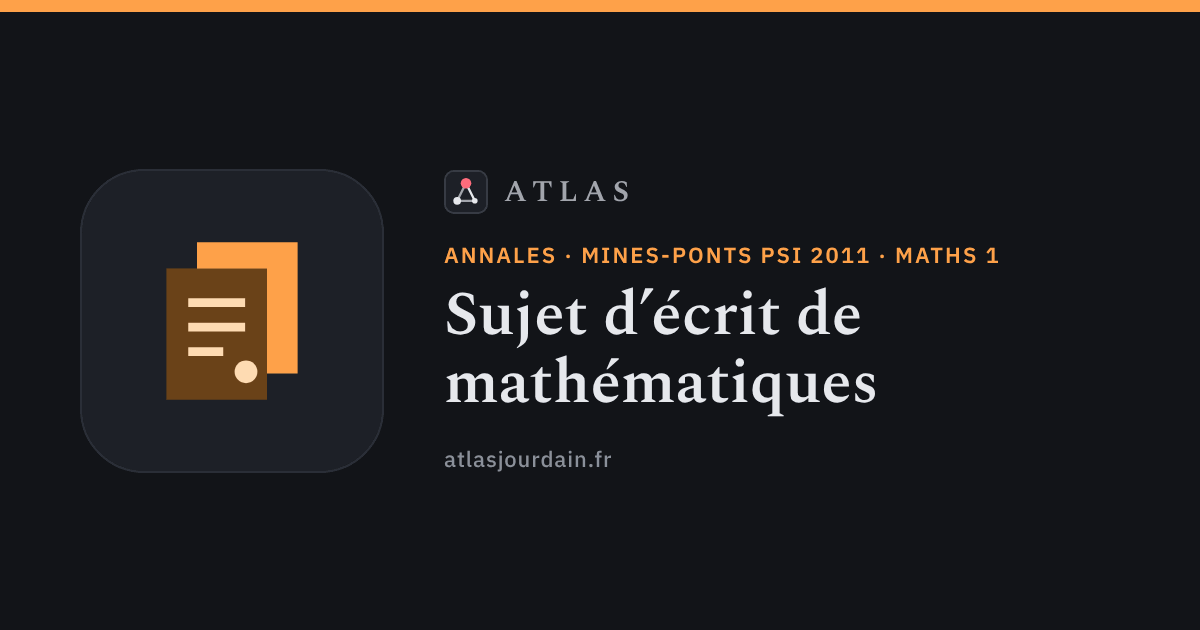 ATLAS
ANNALES · MINES-PONTS PSI 2011 · MATHS 1
Sujet d’écrit de
mathématiques
atlasjourdain.fr